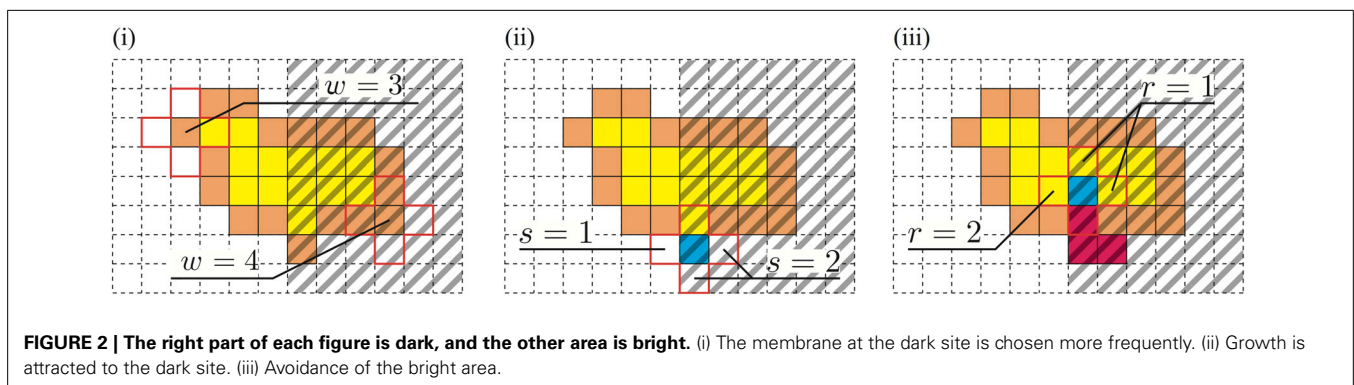 (i)
(ii)
(iii)
w = 3
r = 1
s = 1
r = 2
w = 4
s = 2
FIGURE 2 | The right part of each figure is dark, and the other area is bright. (i) The membrane at the dark site is chosen more frequently. (ii) Growth is
attracted to the dark site. (iii) Avoidance of the bright area.